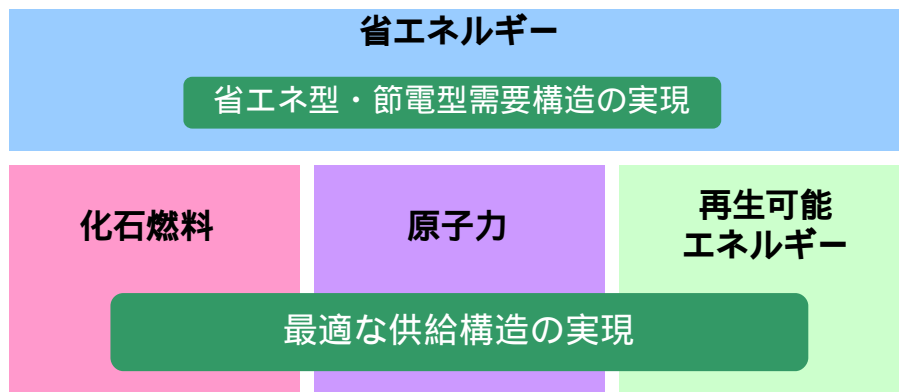 省エネルギー
省エネ型・節電型需要構造の実現
化石燃料
原子力
再生可能
エネルギー
最適な供給構造の実現